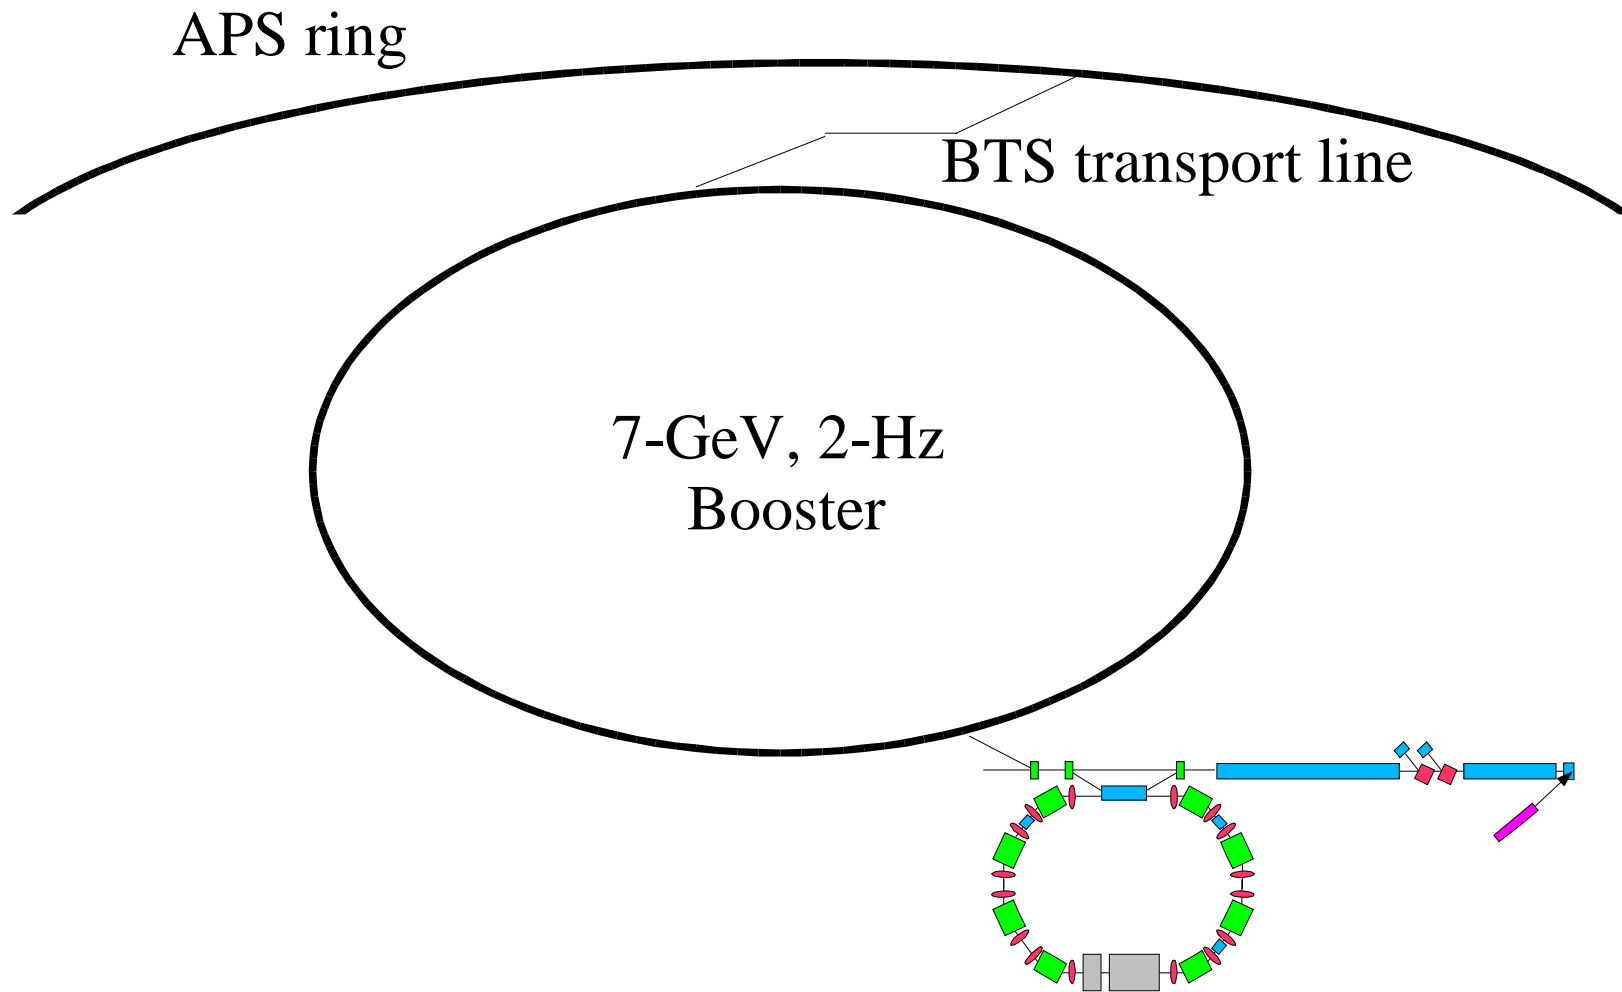 APS ring
BTS transport line
7-GeV, 2-Hz
Booster